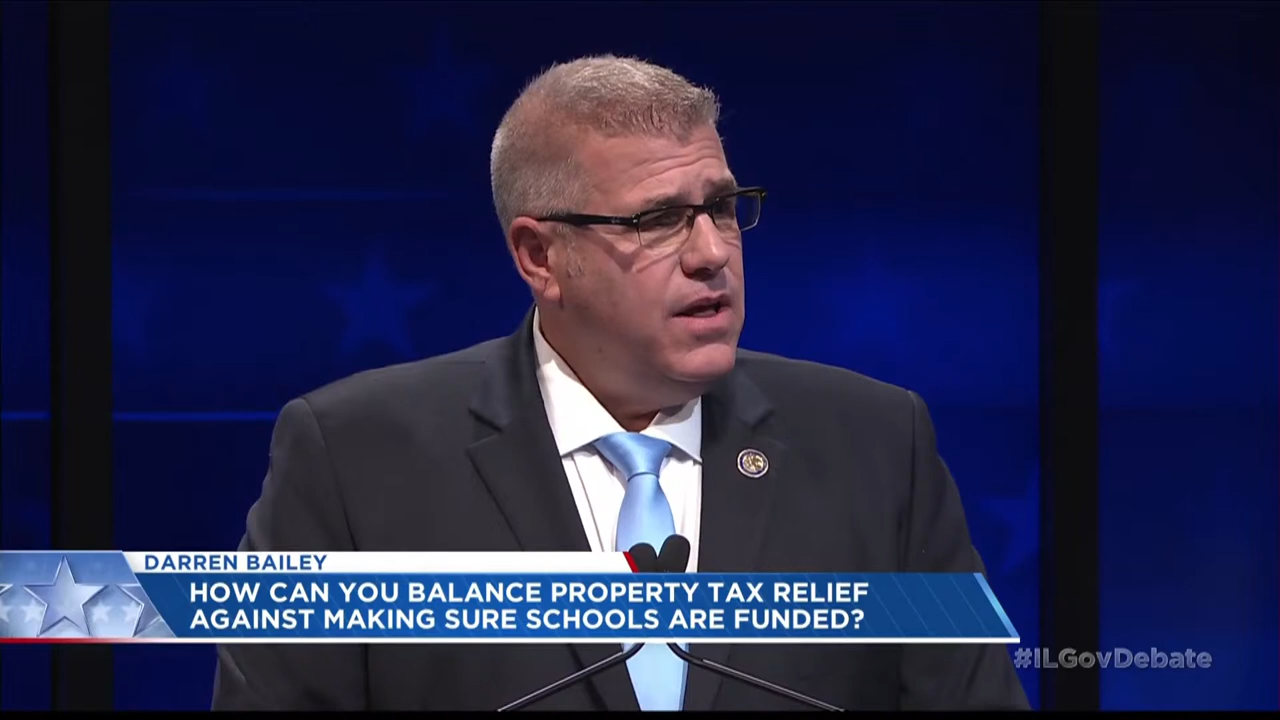 DARREN BAILEY
HOW CAN YOU BALANCE PROPERTY TAX RELIEF
AGAINST MAKING SURE SCHOOLS ARE FUNDED?
#ILGovDebate